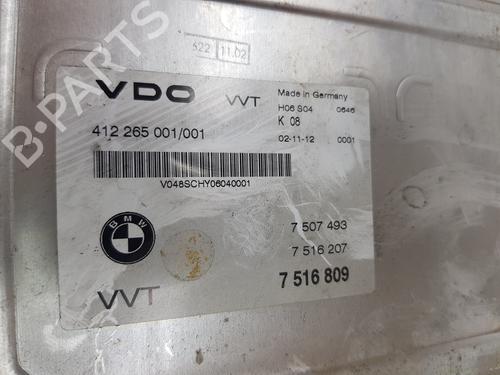 B-PARTS
622 11.02
VDO VVT
Made in Germany
H06 S04 0646
K 08
02-11-12 0001
412 265 001/001
V048SCHY06040001
BMW
7 507 493
7 516 207
7 516 809
VVT